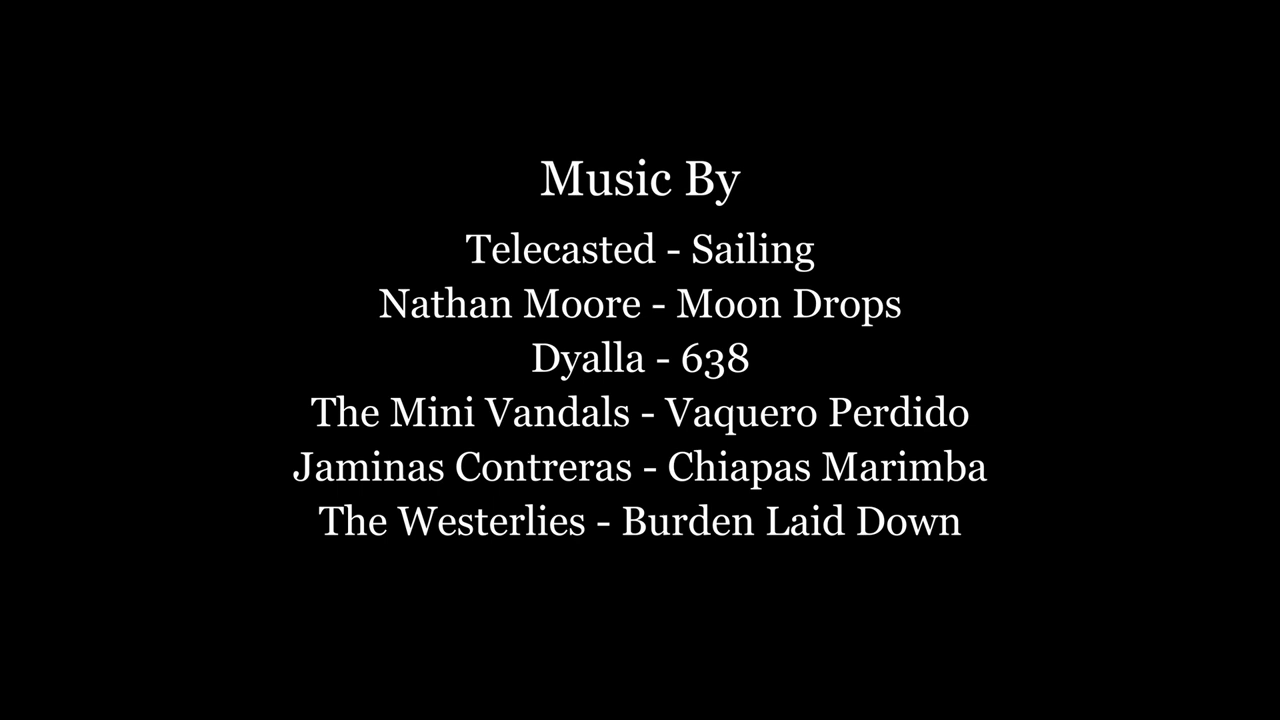 Music By
Telecasted - Sailing
Nathan Moore - Moon Drops
Dyalla - 638
The Mini Vandals - Vaquero Perdido
Jaminas Contreras - Chiapas Marimba
The Westerlies - Burden Laid Down